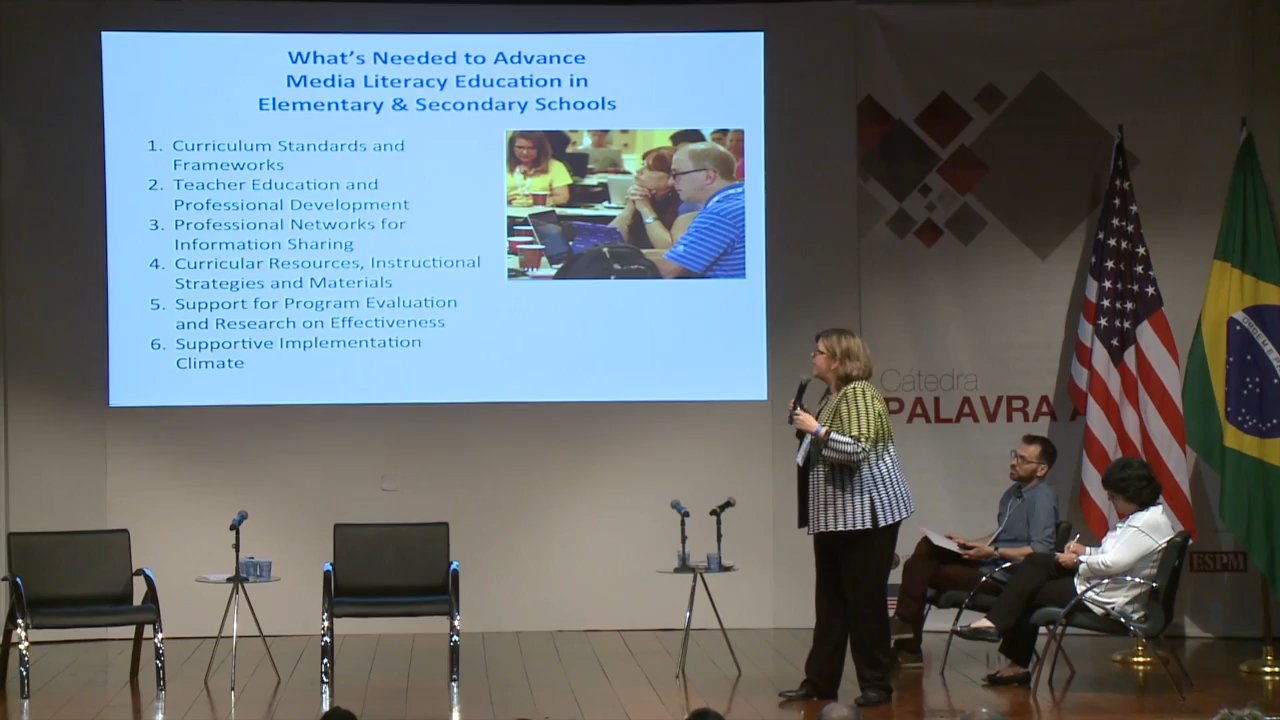 What's Needed to Advance
Media Literacy Education in
Elementary & Secondary Schools
1. Curriculum Standards and
Frameworks
2. Teacher Education and
Professional Development
3. Professional Networks for
Information Sharing
4. Curricular Resources, Instructional
Strategies and Materials
5. Support for Program Evaluation
and Research on Effectiveness
6. Supportive Implementation
Climate
Cátedra
PALAVRA A
ORDEM E
ESPM